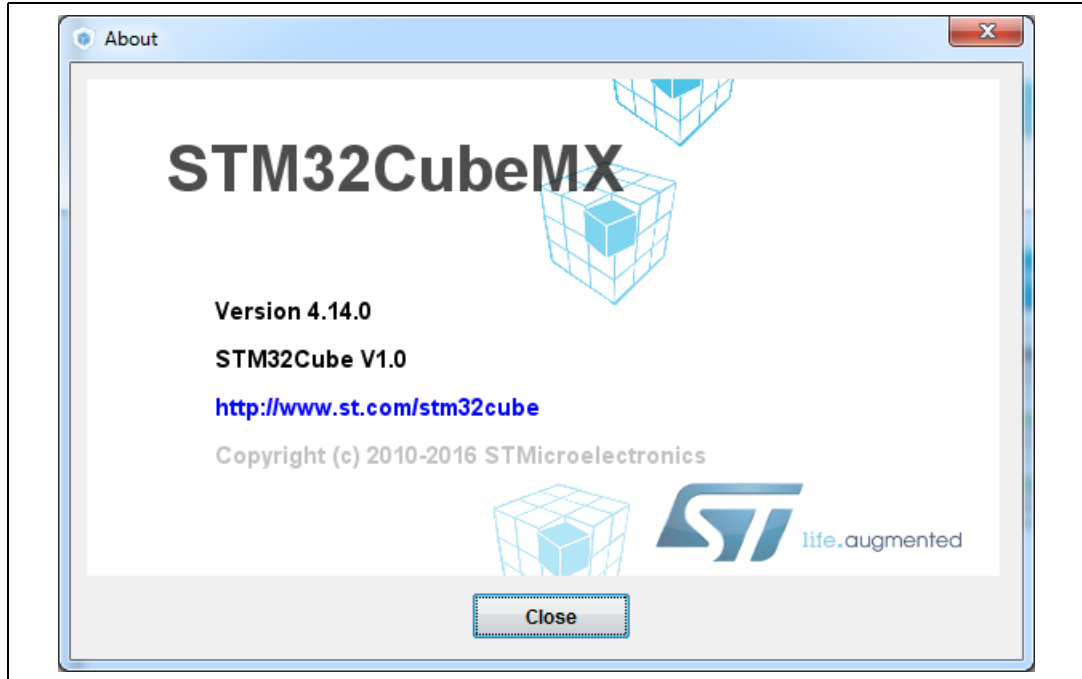 About
STM32CubeMX
Version 4.14.0
STM32Cube V1.0
http://www.st.com/stm32cube
Copyright (c) 2010-2016 STMicroelectronics
ST life.augmented
Close